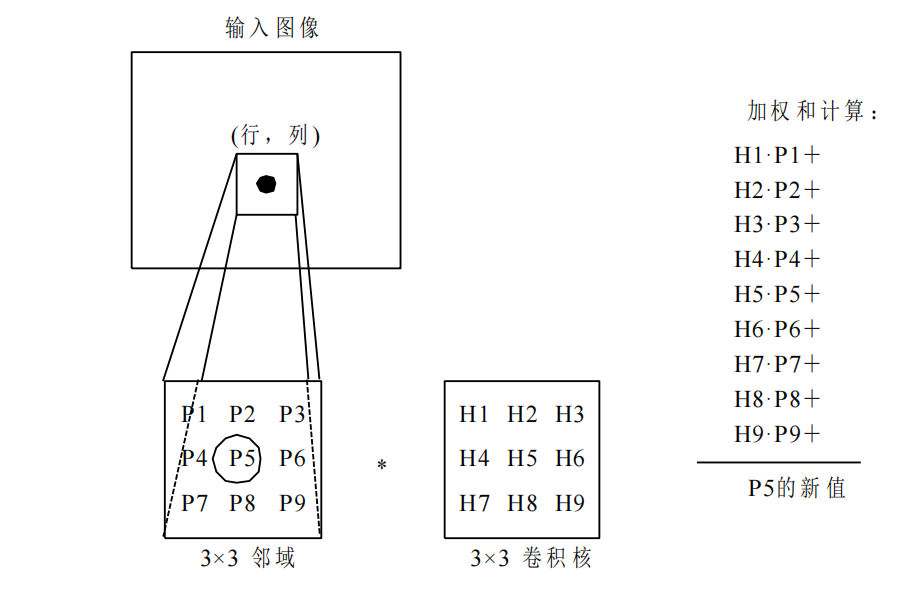 输入图像
(行，列)
P1 P2 P3
P4 P5 P6
P7 P8 P9
3×3 邻域
*
H1 H2 H3
H4 H5 H6
H7 H8 H9
3×3 卷积核
加权和计算：
H1·P1+
H2·P2+
H3·P3+
H4·P4+
H5·P5+
H6·P6+
H7·P7+
H8·P8+
H9·P9+
P5的新值